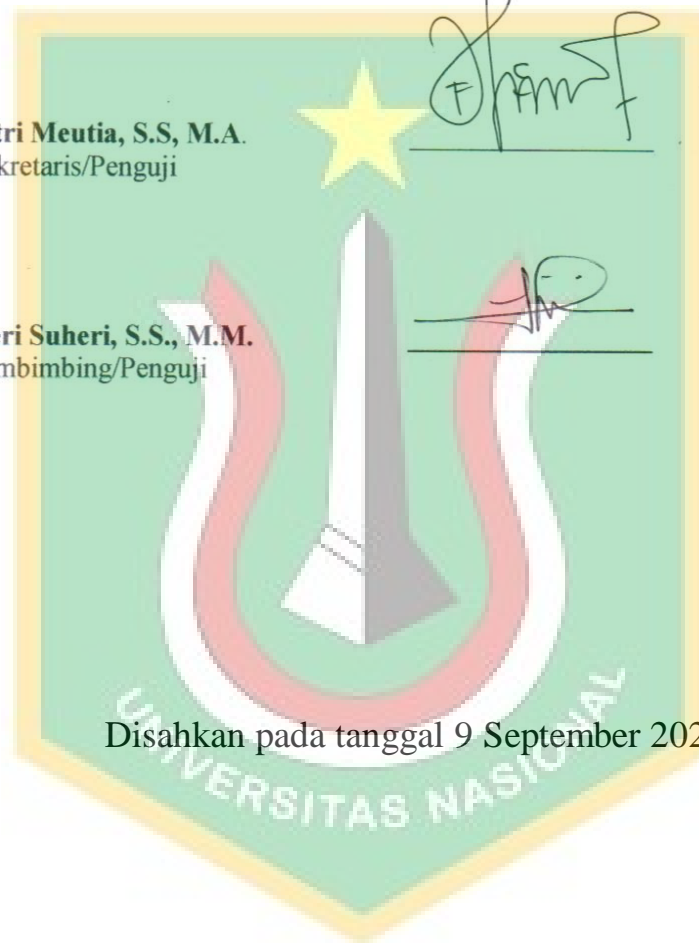 tri Meutia, S.S, M.A.
kretaris/Penguji
ri Suheri, S.S., M.M.
mbimbing/Penguji
Disahkan pada tanggal 9 September 202
UNIVERSITAS NASIONAL